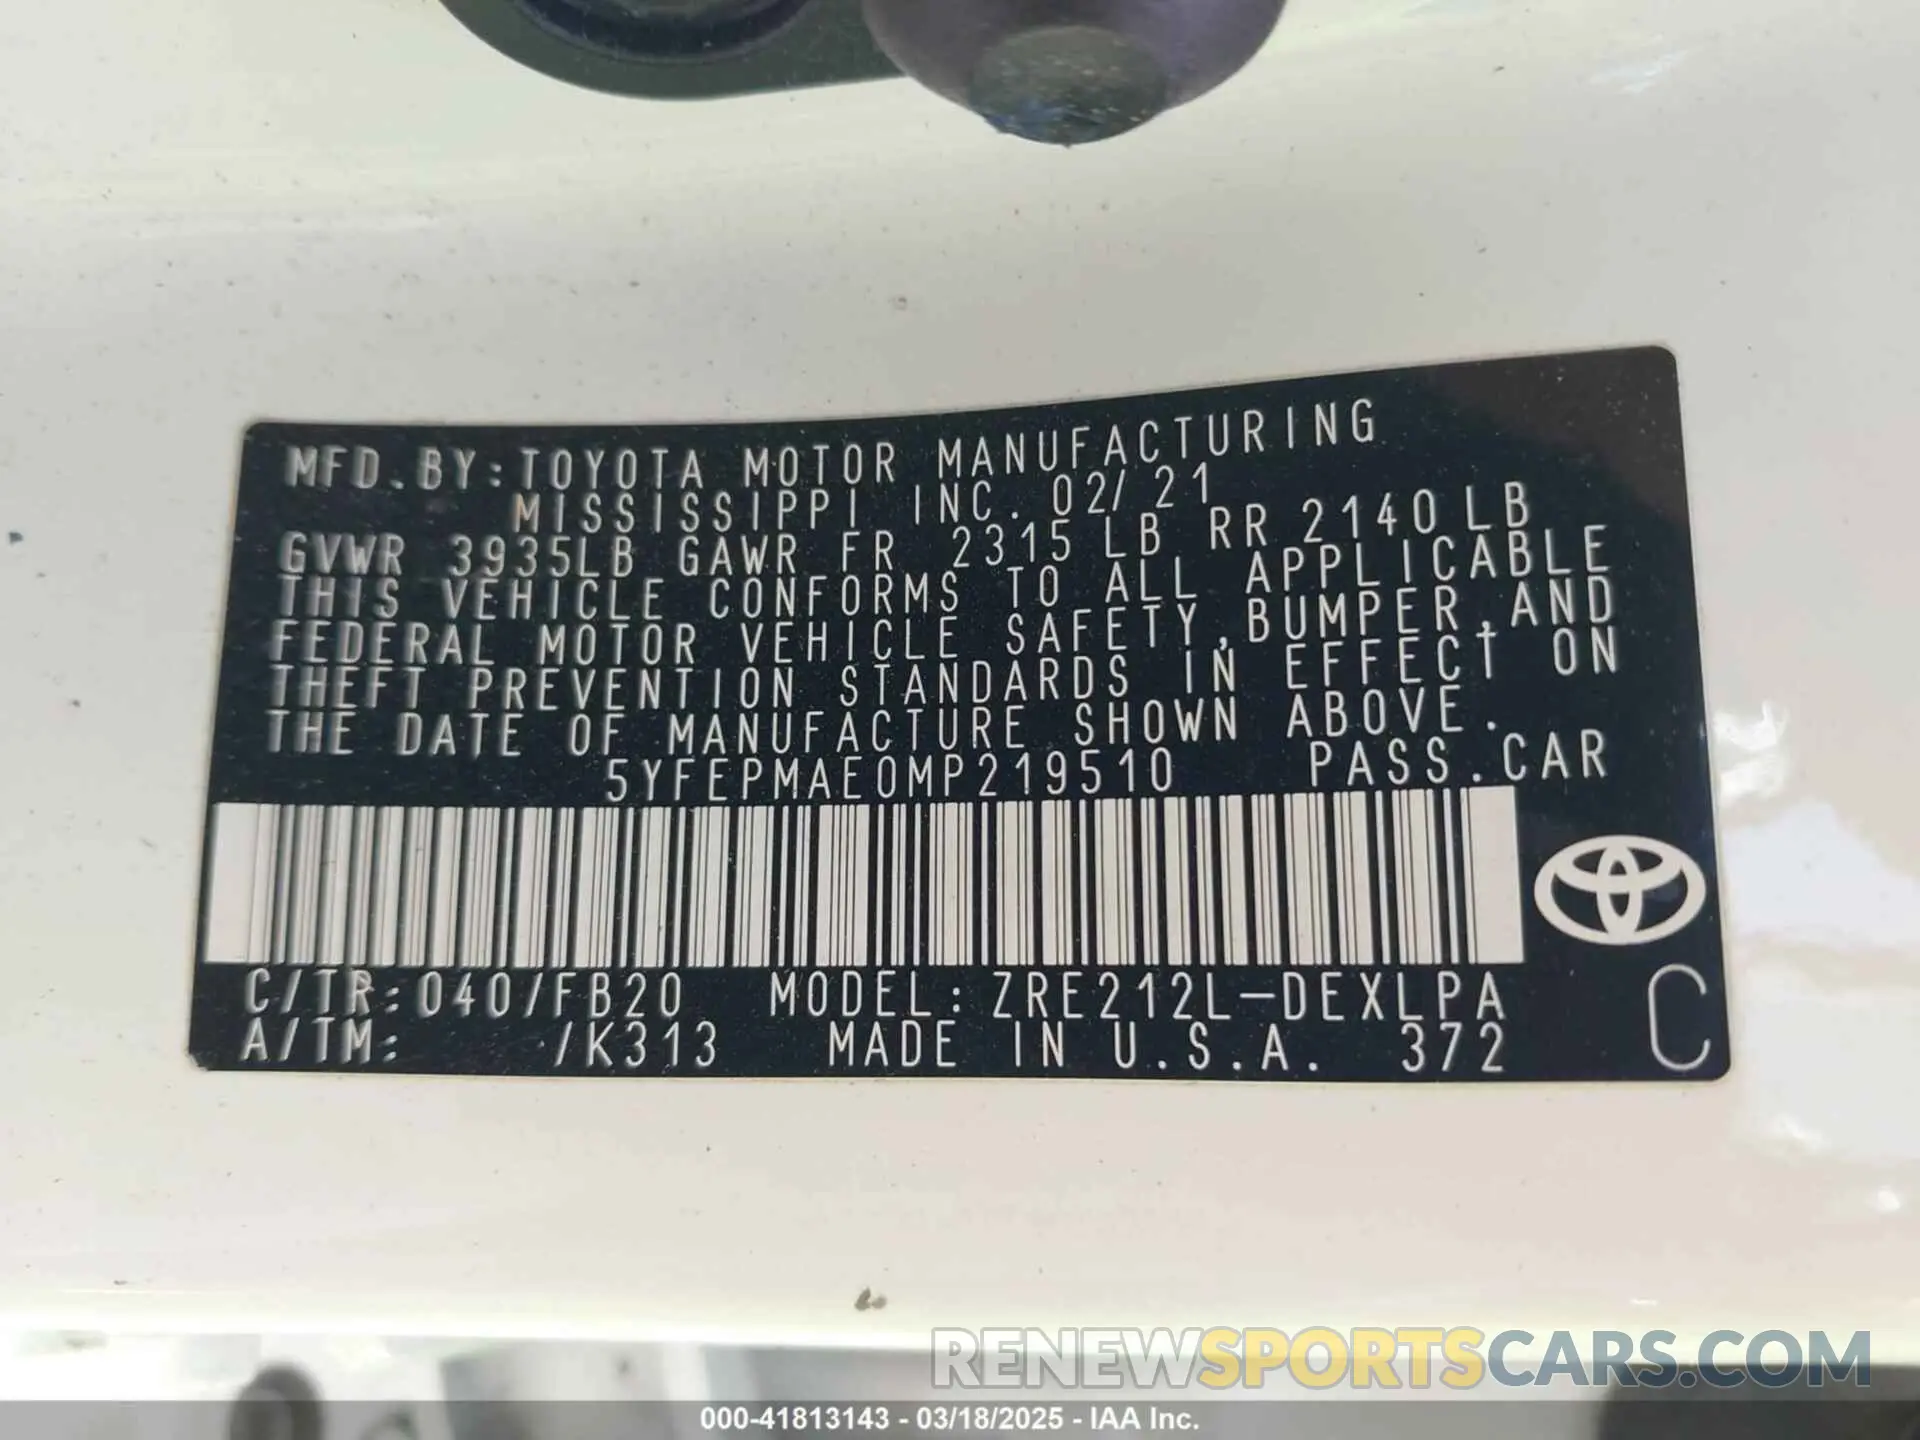 MFD.BY:TOYOTA MOTOR MANUFACTURING
MISSISSIPPI INC. 02/21
GVWR 3935LB GAWR FR 2315 LB RR 2140 LB
THIS VEHICLE CONFORMS TO ALL APPLICABLE
FEDERAL MOTOR VEHICLE SAFETY,BUMPER,AND
THEFT PREVENTION STANDARDS IN EFFECT ON
THE DATE OF MANUFACTURE SHOWN ABOVE.
5YFEPMAE0MP219510 PASS.CAR
C/TR:040/FB20 MODEL:ZRE212L-DEXLPA
A/TM: /K313 MADE IN U.S.A. 372
C
RENEWSPORTSCARS.COM
000-41813143 - 03/18/2025 - IAA Inc.